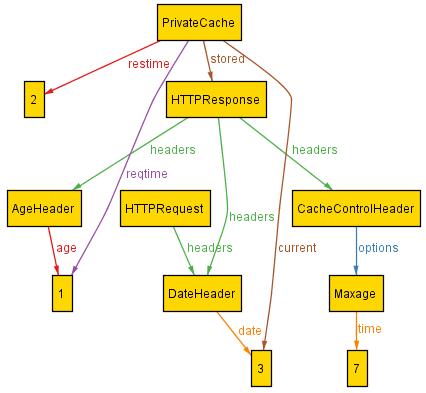 PrivateCache
restime
stored
2
HTTPResponse
headers
headers
reqtime
headers
AgeHeader
HTTPRequest
CacheControlHeader
age
headers
current
options
1
DateHeader
Maxage
date
time
3
7